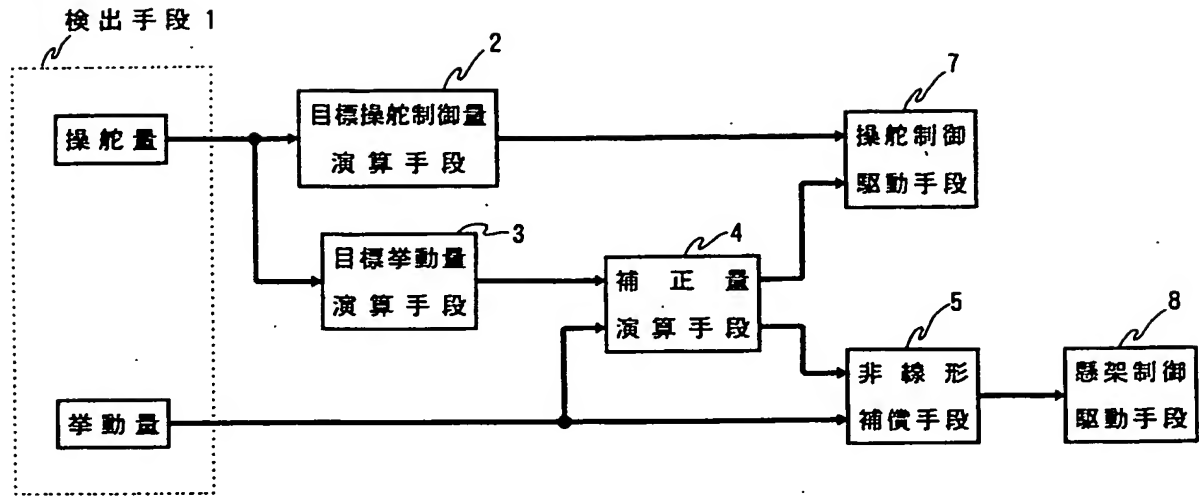 検出手段1
2
7
操舵量
目標操舵制御量
演算手段
操舵制御
駆動手段
3
4
目標挙動量
演算手段
補正量
演算手段
5
8
挙動量
非線形
補償手段
懸架制御
駆動手段